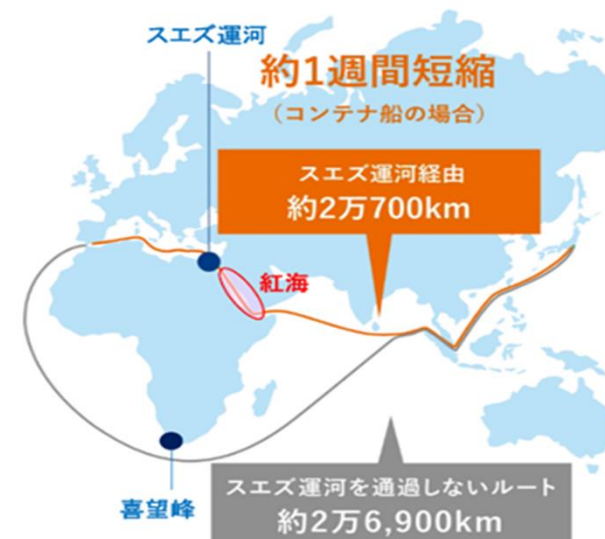 スエズ運河
約1週間短縮
（コンテナ船の場合）
スエズ運河経由
約2万700km
紅海
喜望峰
スエズ運河を通過しないルート
約2万6,900km